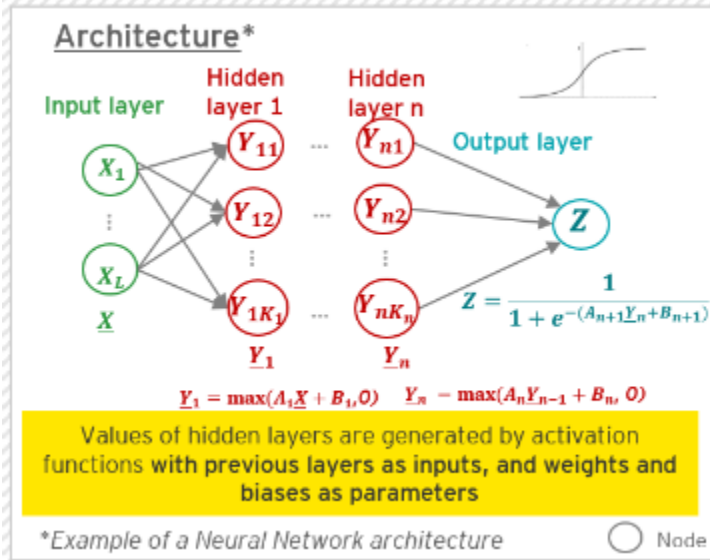 Architecture*
Input layer
Hidden
layer 1
Hidden
layer n
Output layer
X₁
Y₁₁
...
Yₙ₁
Y₁₂
...
Yₙ₂
Z
X_L
X
Y₁K₁
...
YₙKₙ
Y₁
Yₙ
Z = 1 / (1 + e^−(Aₙ₊₁Yₙ+Bₙ₊₁))
Y₁ = max(A₁X + B₁,0)
Yₙ = max(AₙYₙ₋₁ + Bₙ, 0)
Values of hidden layers are generated by activation
functions with previous layers as inputs, and weights and
biases as parameters
*Example of a Neural Network architecture
Node